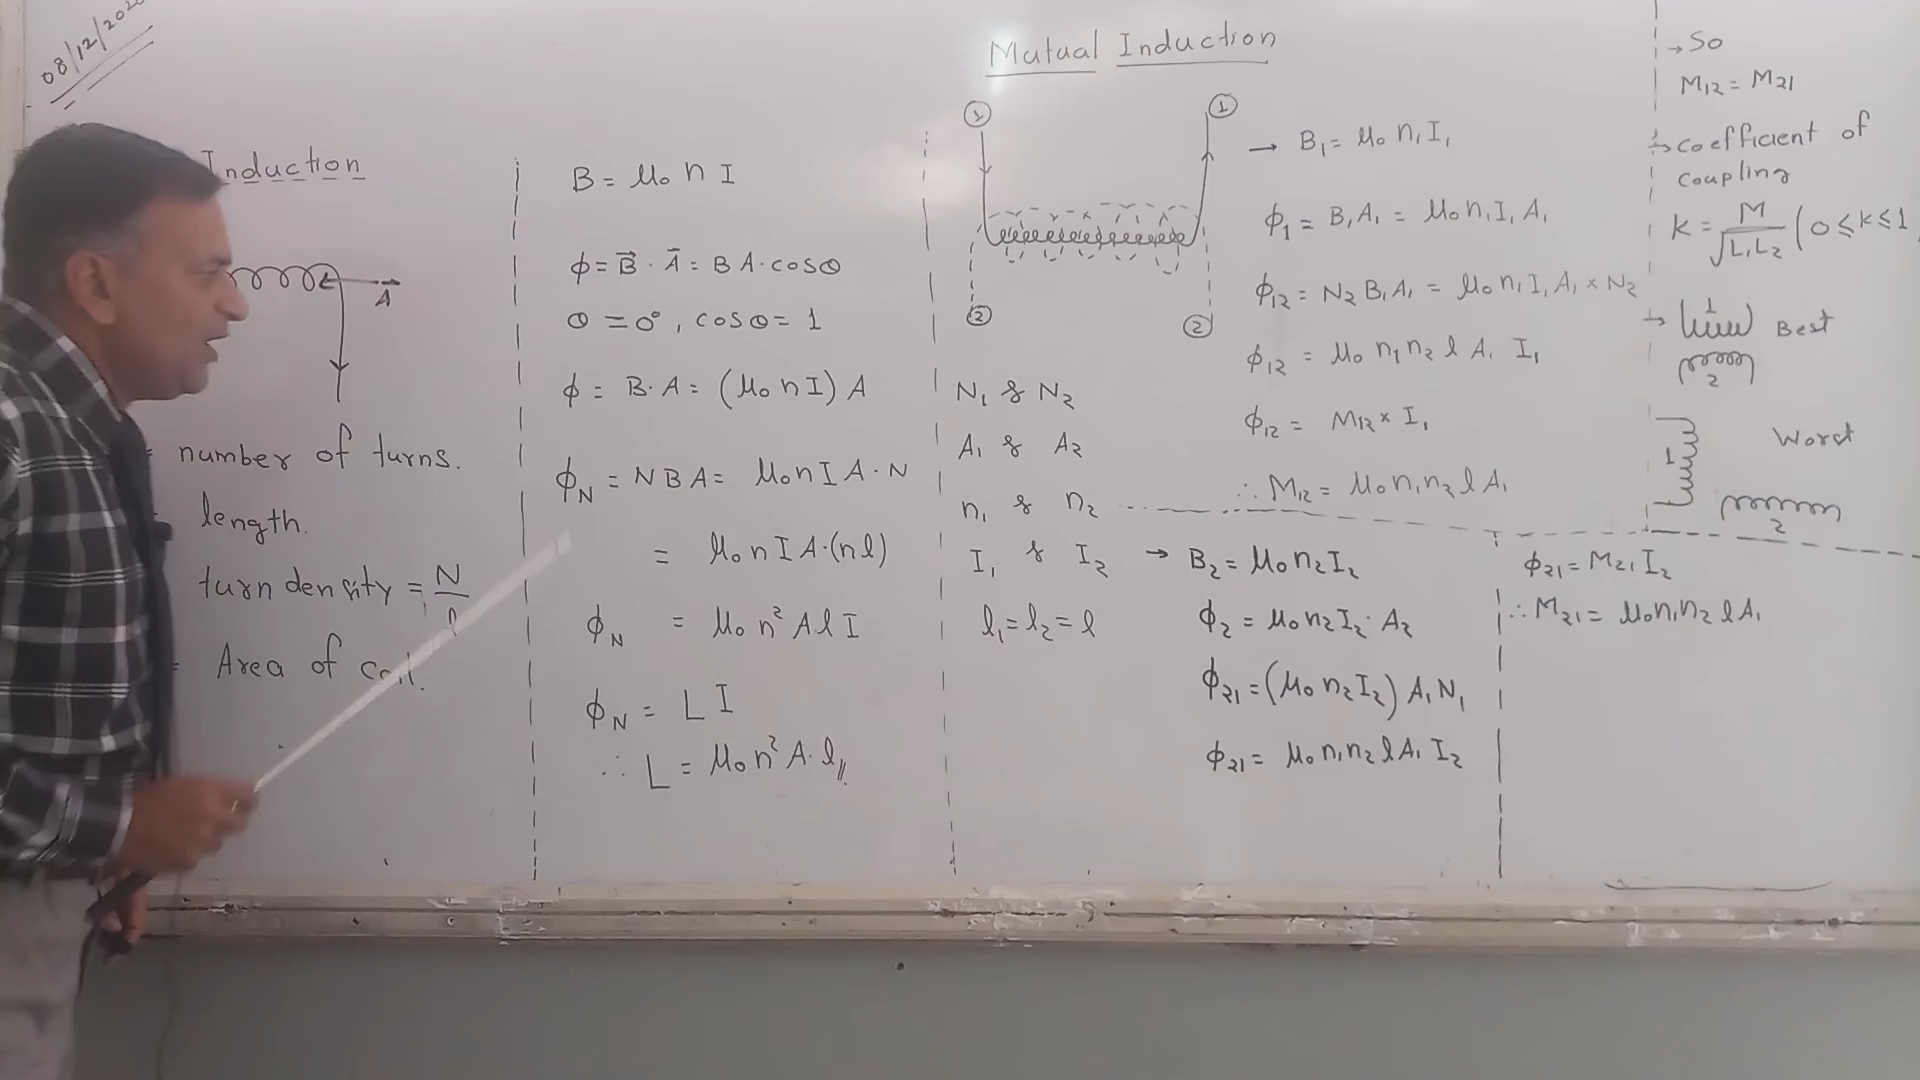 08/12/202
Induction
A⃗
= number of turns.
= length.
turn density = N/l
= Area of coil.
B = μ₀ n I
ϕ = B⃗ · A⃗ = B A · cosθ
θ = 0°, cosθ = 1
ϕ = B · A = (μ₀ n I) A
ϕ_N = N B A = μ₀ n I A · N
= μ₀ n I A · (n l)
ϕ_N = μ₀ n² A l I
ϕ_N = L I
∴ L = μ₀ n² A · l //
Mutual Induction
① ①
② ②
N₁ & N₂
A₁ & A₂
n₁ & n₂
I₁ & I₂
l₁ = l₂ = l
→ B₁ = μ₀ n₁ I₁
ϕ₁ = B₁ A₁ = μ₀ n₁ I₁ A₁
ϕ₁₂ = N₂ B₁ A₁ = μ₀ n₁ I₁ A₁ × N₂
ϕ₁₂ = μ₀ n₁ n₂ l A₁ I₁
ϕ₁₂ = M₁₂ × I₁
∴ M₁₂ = μ₀ n₁ n₂ l A₁
→ B₂ = μ₀ n₂ I₂
ϕ₂ = μ₀ n₂ I₂ · A₂
ϕ₂₁ = (μ₀ n₂ I₂) A₁ N₁
ϕ₂₁ = μ₀ n₁ n₂ l A₁ I₂
ϕ₂₁ = M₂₁ I₂
∴ M₂₁ = μ₀ n₁ n₂ l A₁
→ So
M₁₂ = M₂₁
→ coefficient of
coupling
K = M/√L₁L₂ (0 ≤ K ≤ 1
→ 1 Best
2
1 Worst
2